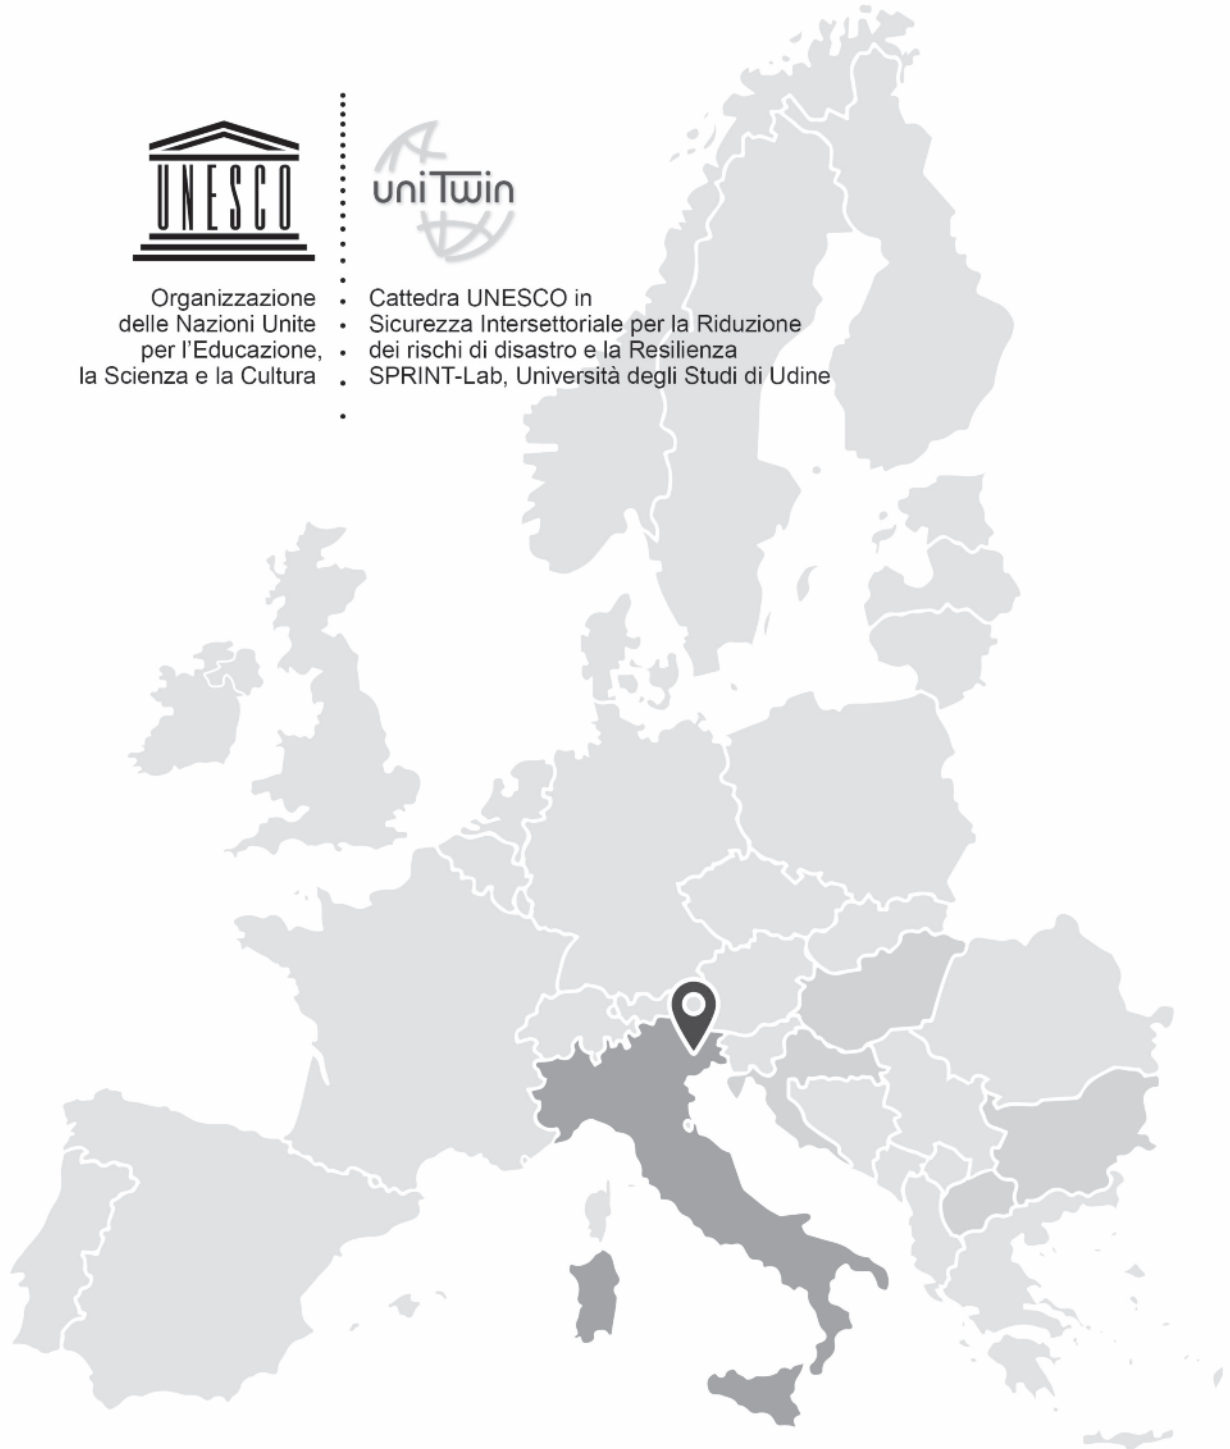 UNESCO
uni Twin
Organizzazione
delle Nazioni Unite
per l'Educazione,
la Scienza e la Cultura
Cattedra UNESCO in
Sicurezza Intersettoriale per la Riduzione
dei rischi di disastro e la Resilienza
SPRINT-Lab, Università degli Studi di Udine